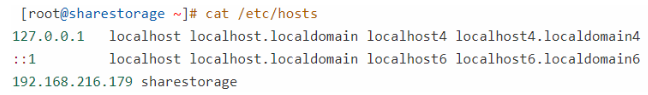 [root@sharestorage ~]# cat /etc/hosts
127.0.0.1   localhost localhost.localdomain localhost4 localhost4.localdomain4
::1         localhost localhost.localdomain localhost6 localhost6.localdomain6
192.168.216.179 sharestorage